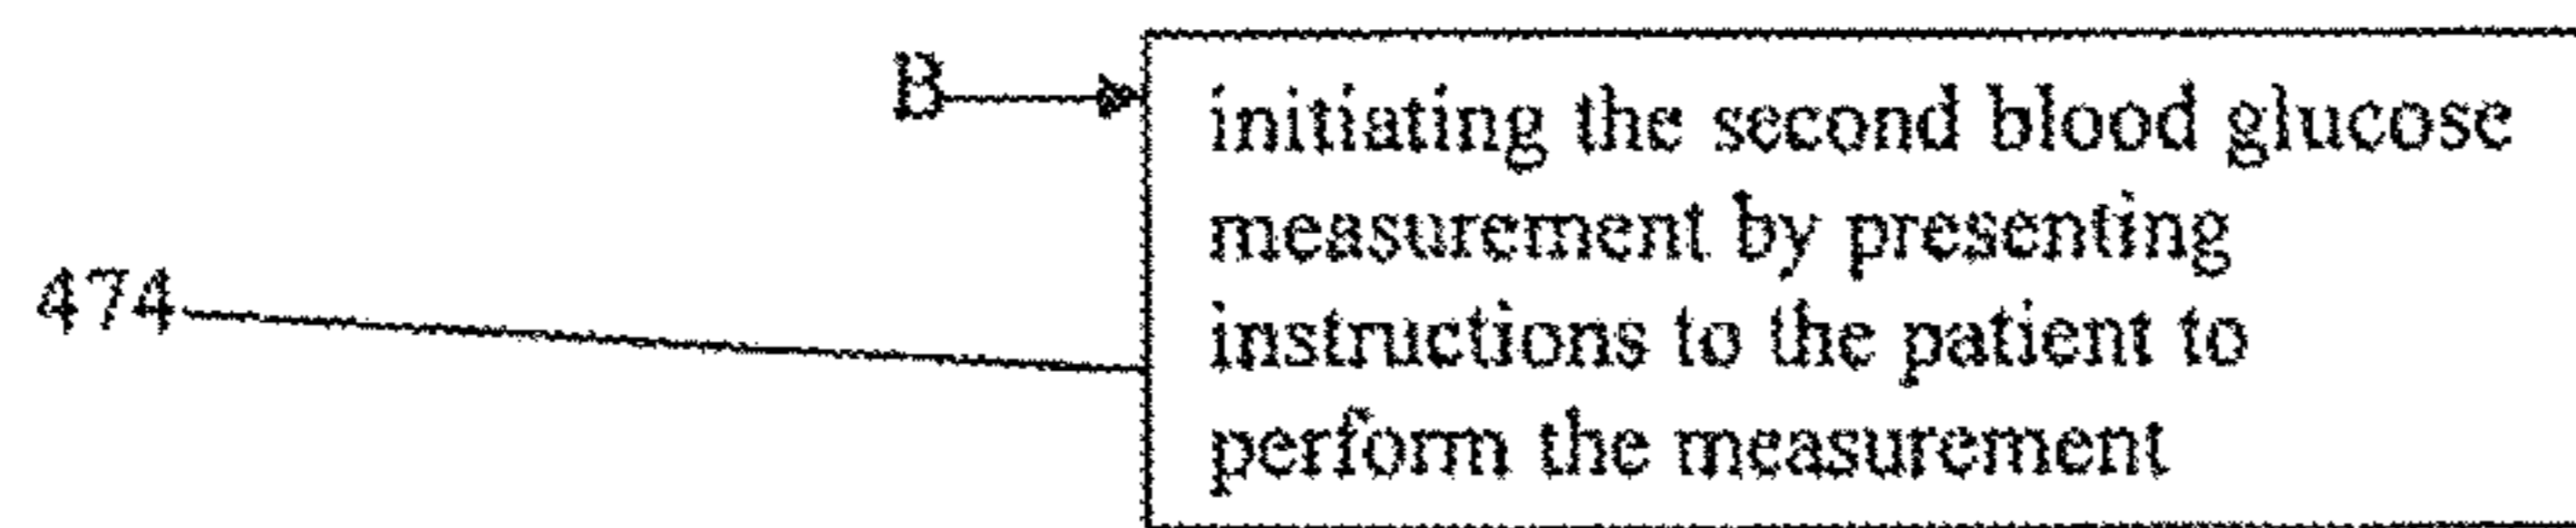 B
initiating the second blood glucose
measurement by presenting
474
instructions to the patient to
perform the measurement